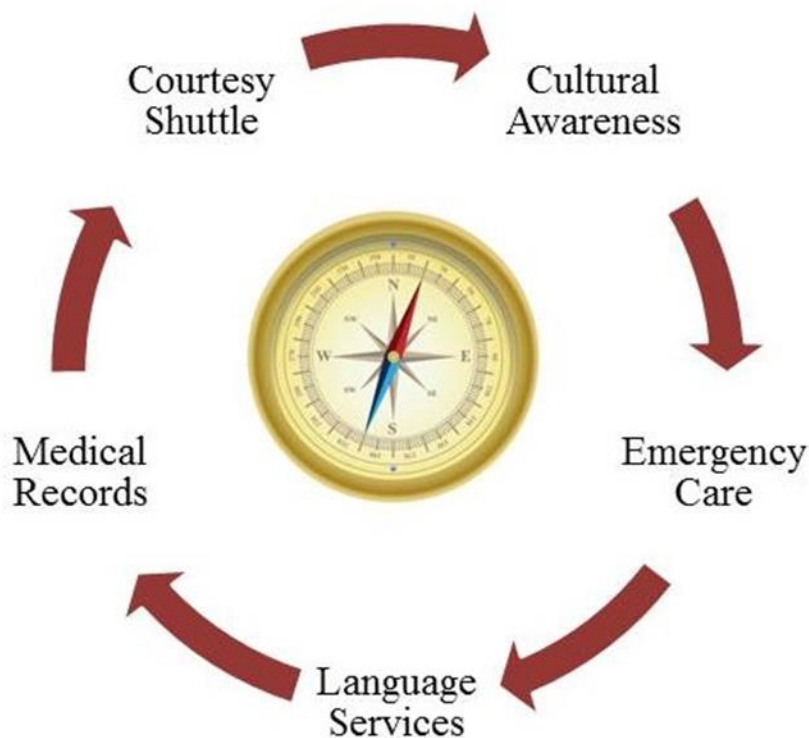 Courtesy
Shuttle
Cultural
Awareness
Emergency
Care
Language
Services
Medical
Records
N
E
S
W